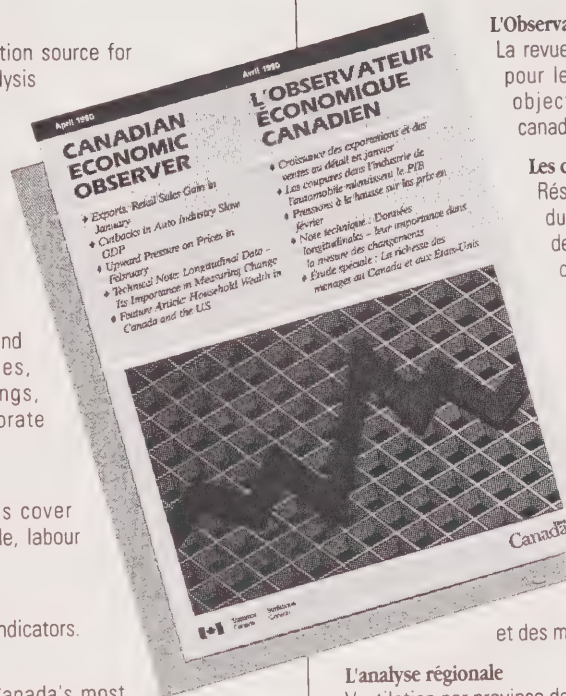 tion source for
lysis
nd
es,
ngs,
orate
s cover
le, labour
ndicators.
Canada's most
April 1990
Avril 1990
CANADIAN
ECONOMIC
OBSERVER
Exports, Retail Sales Gain in
January
Cutbacks in Auto Industry Slow
GDP
Upward Pressure on Prices in
February
Technical Note: Longitudinal Data -
Its Importance in Measuring Change
Feature Article: Household Wealth in
Canada and the U.S
L'OBSERVATEUR
ÉCONOMIQUE
CANADIEN
Croissance des exportations et des
ventes au détail en janvier
Les coupures dans l'industrie de
l'automobile ralentissent le PIB
Pressions à la hausse sur les prix en
février
Note technique : Données
longitudinales - leur importance dans
la mesure des changements
Étude spéciale : La richesse des
ménages au Canada et aux États-Unis
Statistics Statistique
Canada Canada
Canada
L'Observa
La revue
pour le
object
canad
Les c
Rés
du
de
c
et des m
L'analyse régionale
Ventilation par province de